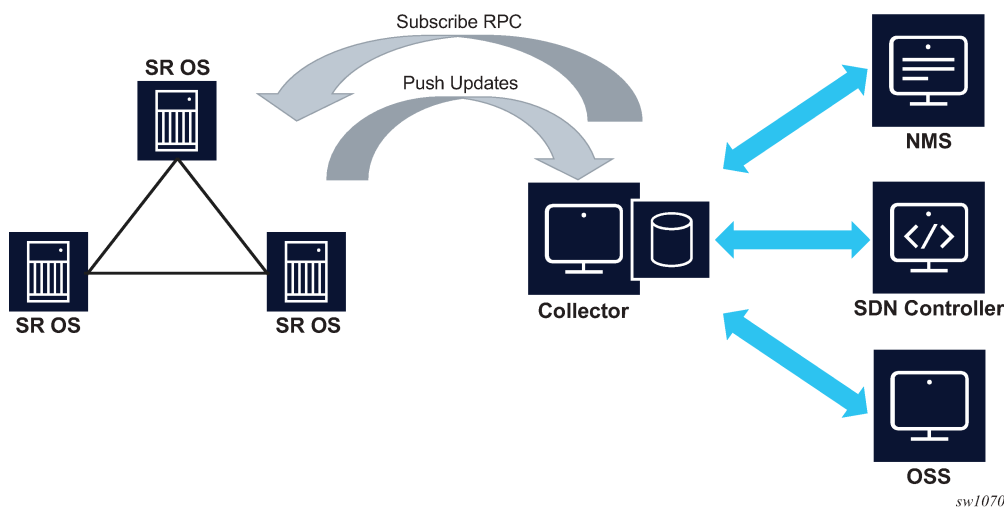 Subscribe RPC
SR OS
Push Updates
NMS
SR OS
SR OS
Collector
SDN Controller
</>
OSS
sw1070